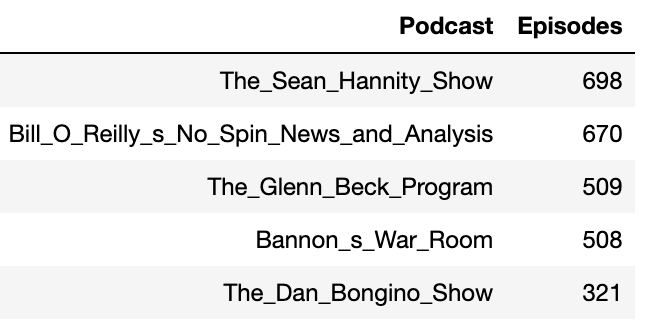 Podcast Episodes
The_Sean_Hannity_Show 698
Bill_O_Reilly_s_No_Spin_News_and_Analysis 670
The_Glenn_Beck_Program 509
Bannon_s_War_Room 508
The_Dan_Bongino_Show 321